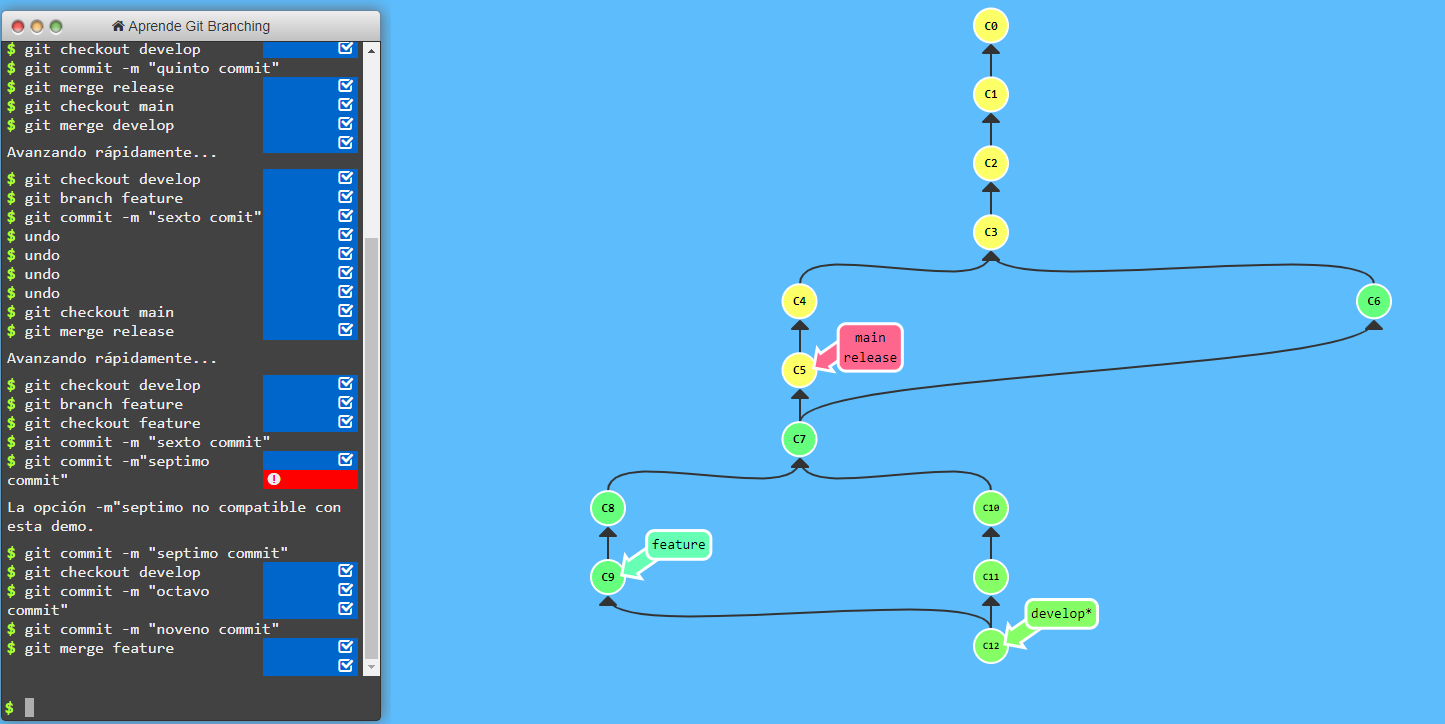 Aprende Git Branching
$ git checkout develop
$ git commit -m "quinto commit"
$ git merge release
$ git checkout main
$ git merge develop
Avanzando rápidamente...
$ git checkout develop
$ git branch feature
$ git commit -m "sexto comit"
$ undo
$ undo
$ undo
$ undo
$ git checkout main
$ git merge release
Avanzando rápidamente...
$ git checkout develop
$ git branch feature
$ git checkout feature
$ git commit -m "sexto commit"
$ git commit -m"septimo
commit"
La opción -m"septimo no compatible con
esta demo.
$ git commit -m "septimo commit"
$ git checkout develop
$ git commit -m "octavo
commit"
$ git commit -m "noveno commit"
$ git merge feature
$
C0
C1
C2
C3
C4
C6
main
release
C5
C7
C8
C10
feature
C9
C11
develop*
C12